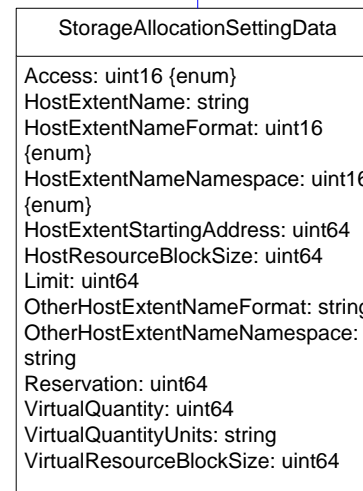 StorageAllocationSettingData
Access: uint16 {enum}
HostExtentName: string
HostExtentNameFormat: uint16
{enum}
HostExtentNameNamespace: uint16
{enum}
HostExtentStartingAddress: uint64
HostResourceBlockSize: uint64
Limit: uint64
OtherHostExtentNameFormat: string
OtherHostExtentNameNamespace:
string
Reservation: uint64
VirtualQuantity: uint64
VirtualQuantityUnits: string
VirtualResourceBlockSize: uint64